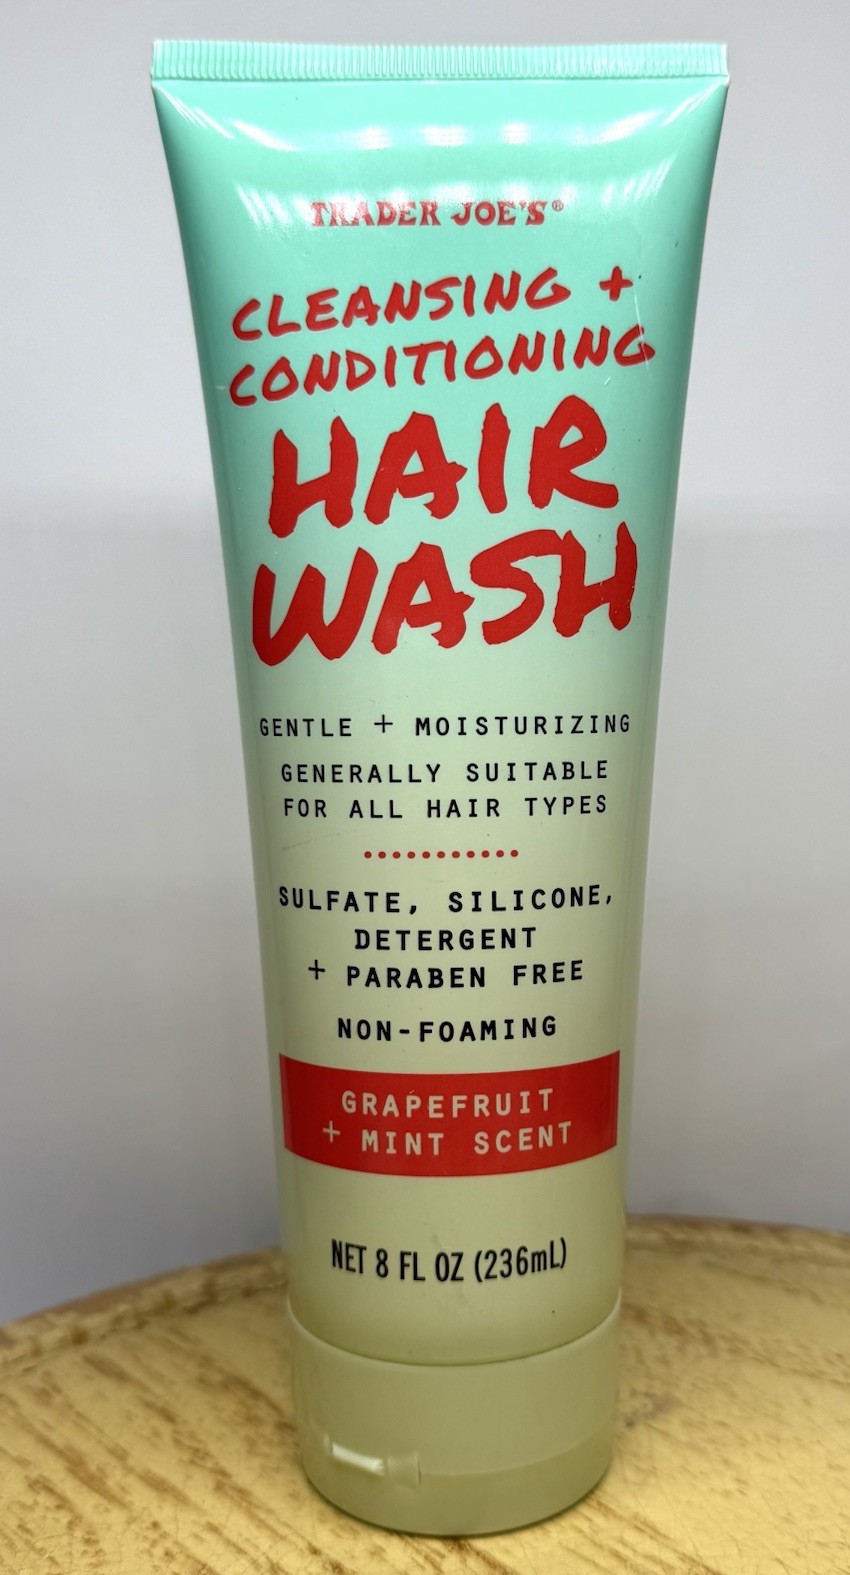 TRADER JOE'S®
CLEANSING +
CONDITIONING
HAIR
WASH
GENTLE + MOISTURIZING
GENERALLY SUITABLE
FOR ALL HAIR TYPES
SULFATE, SILICONE,
DETERGENT
+ PARABEN FREE
NON-FOAMING
GRAPEFRUIT
+ MINT SCENT
NET 8 FL OZ (236mL)